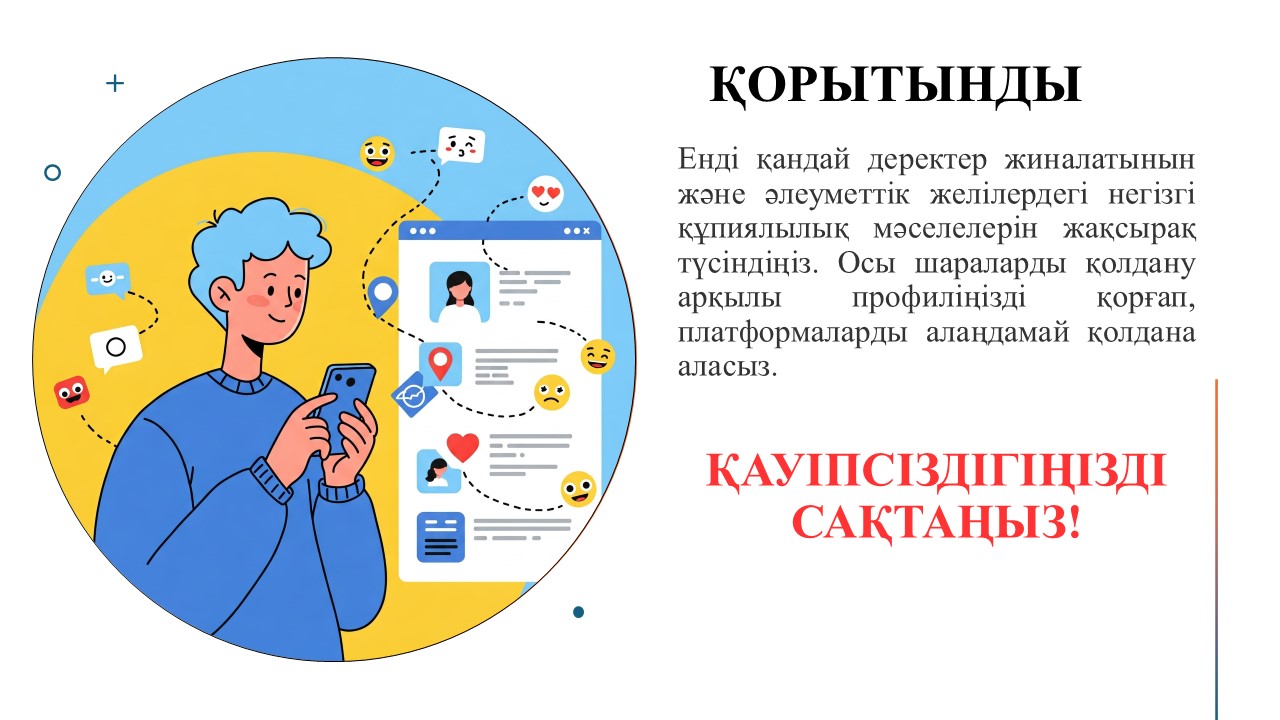 ҚОРЫТЫНДЫ
Енді қандай деректер жиналатынын
және әлеуметтік желілердегі негізгі
құпиялылық мәселелерін жақсырақ
түсіндіңіз. Осы шараларды қолдану
арқылы профиліңізді қорғап,
платформаларды алаңдамай қолдана
аласыз.
ҚАУІПСІЗДІГІҢІЗДІ
САҚТАҢЫЗ!